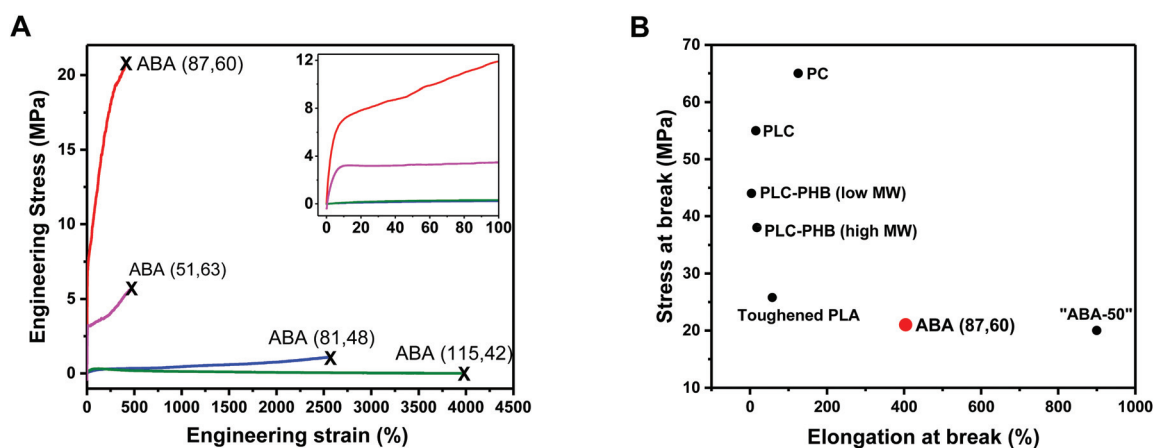 A
Engineering Stress (MPa)
20
15
10
5
0
0 500 1000 1500 2000 2500 3000 3500 4000 4500
Engineering strain (%)
X ABA (87,60)
ABA (51,63)
X
ABA (81,48)
X
ABA (115,42)
X
12
8
4
0
0 20 40 60 80 100
B
Stress at break (MPa)
70
60
50
40
30
20
10
0 200 400 600 800 1000
Elongation at break (%)
PC
PLC
PLC-PHB (low MW)
PLC-PHB (high MW)
Toughened PLA
ABA (87,60)
"ABA-50"